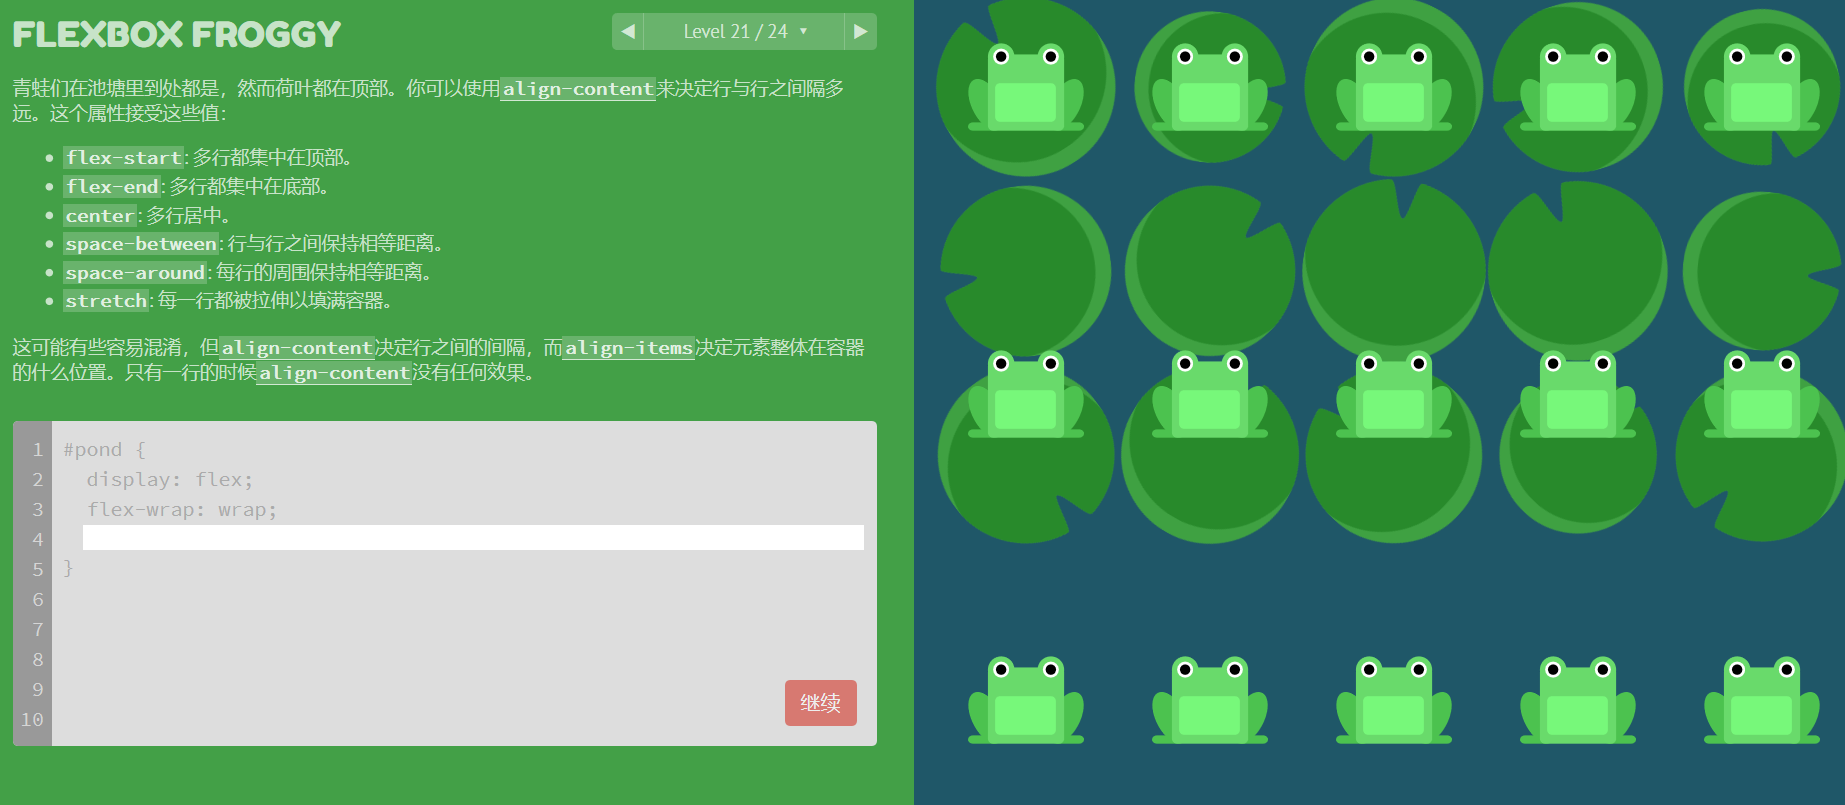 FLEXBOX FROGGY
◀ Level 21 / 24 ▼ ▶
青蛙们在池塘里到处都是，然而荷叶都在顶部。你可以使用align-content来决定行与行之间隔多
远。这个属性接受这些值：
• flex-start: 多行都集中在顶部。
• flex-end: 多行都集中在底部。
• center: 多行居中。
• space-between: 行与行之间保持相等距离。
• space-around: 每行的周围保持相等距离。
• stretch: 每一行都被拉伸以填满容器。
这可能有些容易混淆，但align-content决定行之间的间隔，而align-items决定元素整体在容器
的什么位置。只有一行的时候align-content没有任何效果。
1 #pond {
2 display: flex;
3 flex-wrap: wrap;
4
5 }
6
7
8
9
10
继续